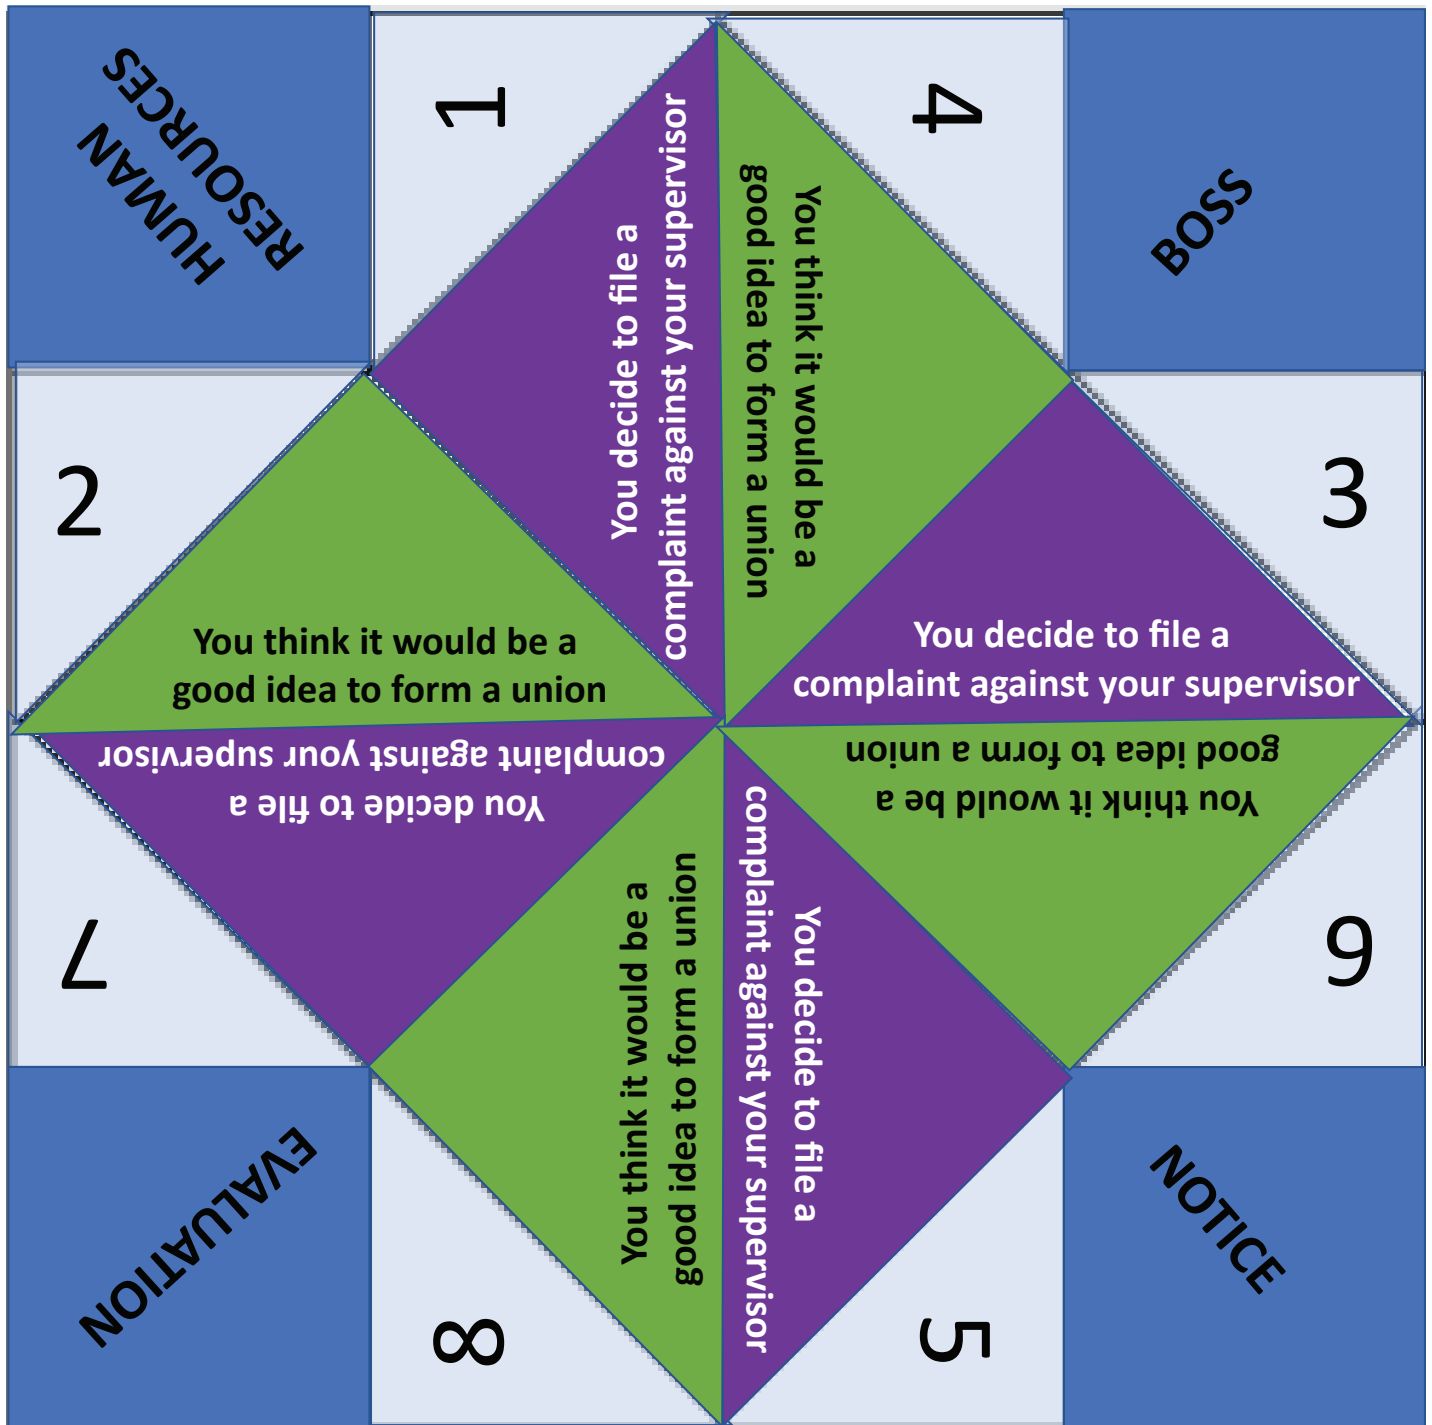 HUMAN
RESOURCES
1
4
BOSS
You decide to file a
complaint against your supervisor
You think it would be a
good idea to form a union
2
3
You think it would be a
good idea to form a union
You decide to file a
complaint against your supervisor
You decide to file a
complaint against your supervisor
You think it would be a
good idea to form a union
7
6
You think it would be a
good idea to form a union
You decide to file a
complaint against your supervisor
EVALUATION
8
5
NOTICE